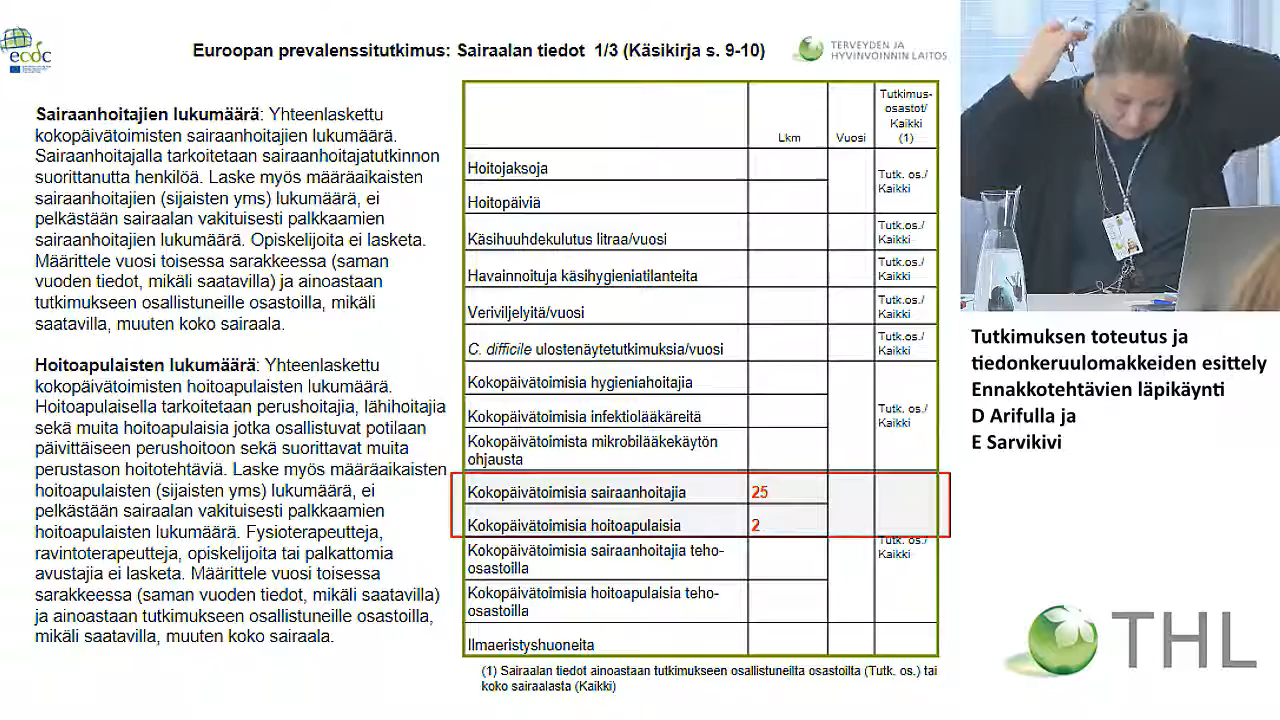 ecdc
Euroopan prevalenssitutkimus: Sairaalan tiedot 1/3 (Käsikirja s. 9-10)
TERVEYDEN JA
HYVINVOINNIN LAITOS
Sairaanhoitajien lukumäärä: Yhteenlaskettu
kokopäivätoimisten sairaanhoitajien lukumäärä.
Sairaanhoitajalla tarkoitetaan sairaanhoitajatutkinnon
suorittanutta henkilöä. Laske myös määräaikaisten
sairaanhoitajien (sijaisten yms) lukumäärä, ei
pelkästään sairaalan vakituisesti palkkaamien
sairaanhoitajien lukumäärä. Opiskelijoita ei lasketa.
Määrittele vuosi toisessa sarakkeessa (saman
vuoden tiedot, mikäli saatavilla) ja ainoastaan
tutkimukseen osallistuneille osastoilla, mikäli
saatavilla, muuten koko sairaala.
Hoitoapulaisten lukumäärä: Yhteenlaskettu
kokopäivätoimisten hoitoapulaisten lukumäärä.
Hoitoapulaisella tarkoitetaan perushoitajia, lähihoitajia
sekä muita hoitoapulaisia jotka osallistuvat potilaan
päivittäiseen perushoitoon sekä suorittavat muita
perustason hoitotehtäviä. Laske myös määräaikaisten
hoitoapulaisten (sijaisten yms) lukumäärä, ei
pelkästään sairaalan vakituisesti palkkaamien
hoitoapulaisten lukumäärä. Fysioterapeutteja,
ravintoterapeutteja, opiskelijoita tai palkattomia
avustajia ei lasketa. Määrittele vuosi toisessa
sarakkeessa (saman vuoden tiedot, mikäli saatavilla)
ja ainoastaan tutkimukseen osallistuneille osastoilla,
mikäli saatavilla, muuten koko sairaala.
Lkm
Vuosi
Tutkimus-
osastot/
Kaikki
(1)
Hoitojaksoja
Tutk. os./
Kaikki
Hoitopäiviä
Käsihuuhdekulutus litraa/vuosi
Tutk.os./
Kaikki
Havainnoituja käsihygieniatilanteita
Tutk.os./
Kaikki
Veriviljelyitä/vuosi
Tutk.os./
Kaikki
C. difficile ulostenäytetutkimuksia/vuosi
Tutk.os./
Kaikki
Kokopäivätoimisia hygieniahoitajia
Kokopäivätoimisia infektiolääkäreitä
Tutk. os./
Kaikki
Kokopäivätoimista mikrobilääkekäytön
ohjausta
Kokopäivätoimisia sairaanhoitajia 25
Kokopäivätoimisia hoitoapulaisia 2
Tutk. os./
Kaikki
Kokopäivätoimisia sairaanhoitajia teho-
osastoilla
Kokopäivätoimisia hoitoapulaisia teho-
osastoilla
Ilmaeristyshuoneita
(1) Sairaalan tiedot ainoastaan tutkimukseen osallistuneilta osastoilta (Tutk. os.) tai
koko sairaalasta (Kaikki)
Tutkimuksen toteutus ja
tiedonkeruulomakkeiden esittely
Ennakkotehtävien läpikäynti
D Arifulla ja
E Sarvikivi
THL